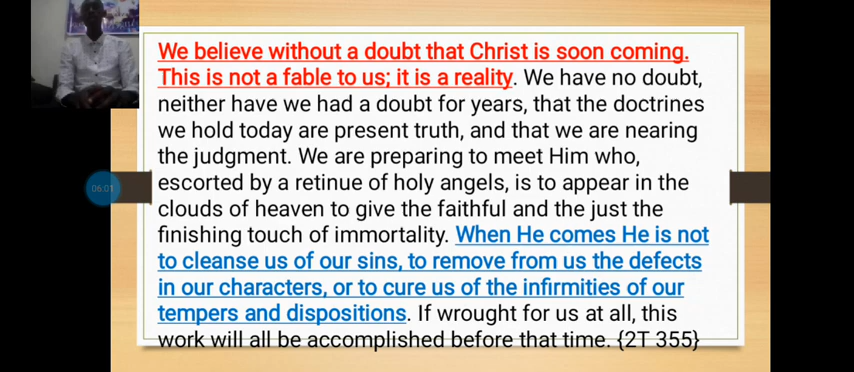 We believe without a doubt that Christ is soon coming.
This is not a fable to us; it is a reality. We have no doubt,
neither have we had a doubt for years, that the doctrines
we hold today are present truth, and that we are nearing
the judgment. We are preparing to meet Him who,
escorted by a retinue of holy angels, is to appear in the
clouds of heaven to give the faithful and the just the
finishing touch of immortality. When He comes He is not
to cleanse us of our sins, to remove from us the defects
in our characters, or to cure us of the infirmities of our
tempers and dispositions. If wrought for us at all, this
work will all be accomplished before that time. {2T 355}
06:01